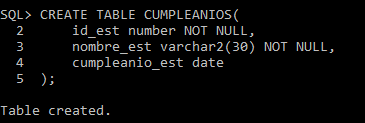 SQL> CREATE TABLE CUMPLEANIOS(
  2      id_est number NOT NULL,
  3      nombre_est varchar2(30) NOT NULL,
  4      cumpleanio_est date
  5  );
Table created.